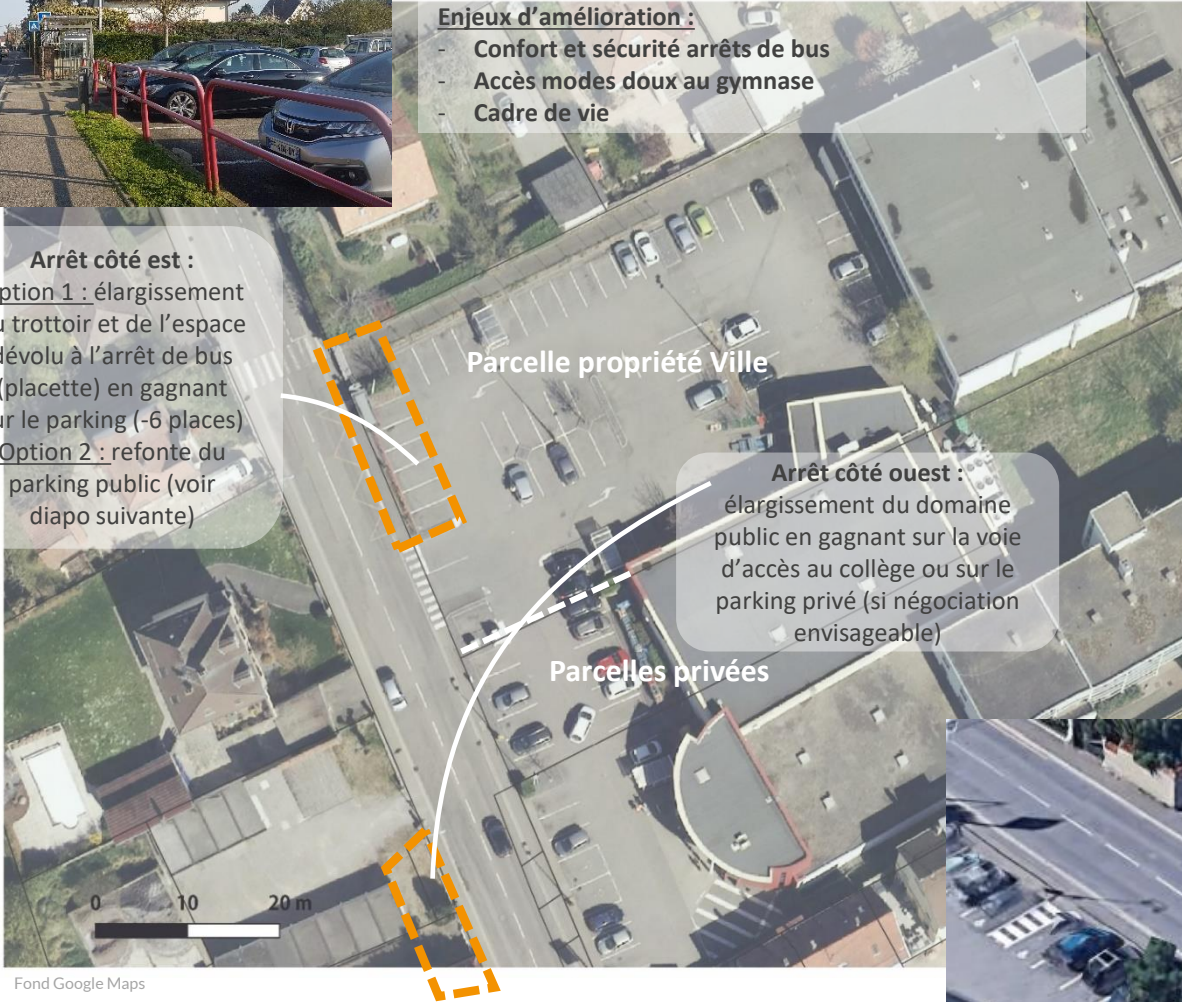 Enjeux d’amélioration :
- Confort et sécurité arrêts de bus
- Accès modes doux au gymnase
- Cadre de vie
Arrêt côté est :
ption 1 : élargissement
u trottoir et de l’espace
dévolu à l’arrêt de bus
(placette) en gagnant
ur le parking (-6 places)
Option 2 : refonte du
parking public (voir
diapo suivante)
Parcelle propriété Ville
Arrêt côté ouest :
élargissement du domaine
public en gagnant sur la voie
d’accès au collège ou sur le
parking privé (si négociation
envisageable)
Parcelles privées
0 10 20 m
Fond Google Maps